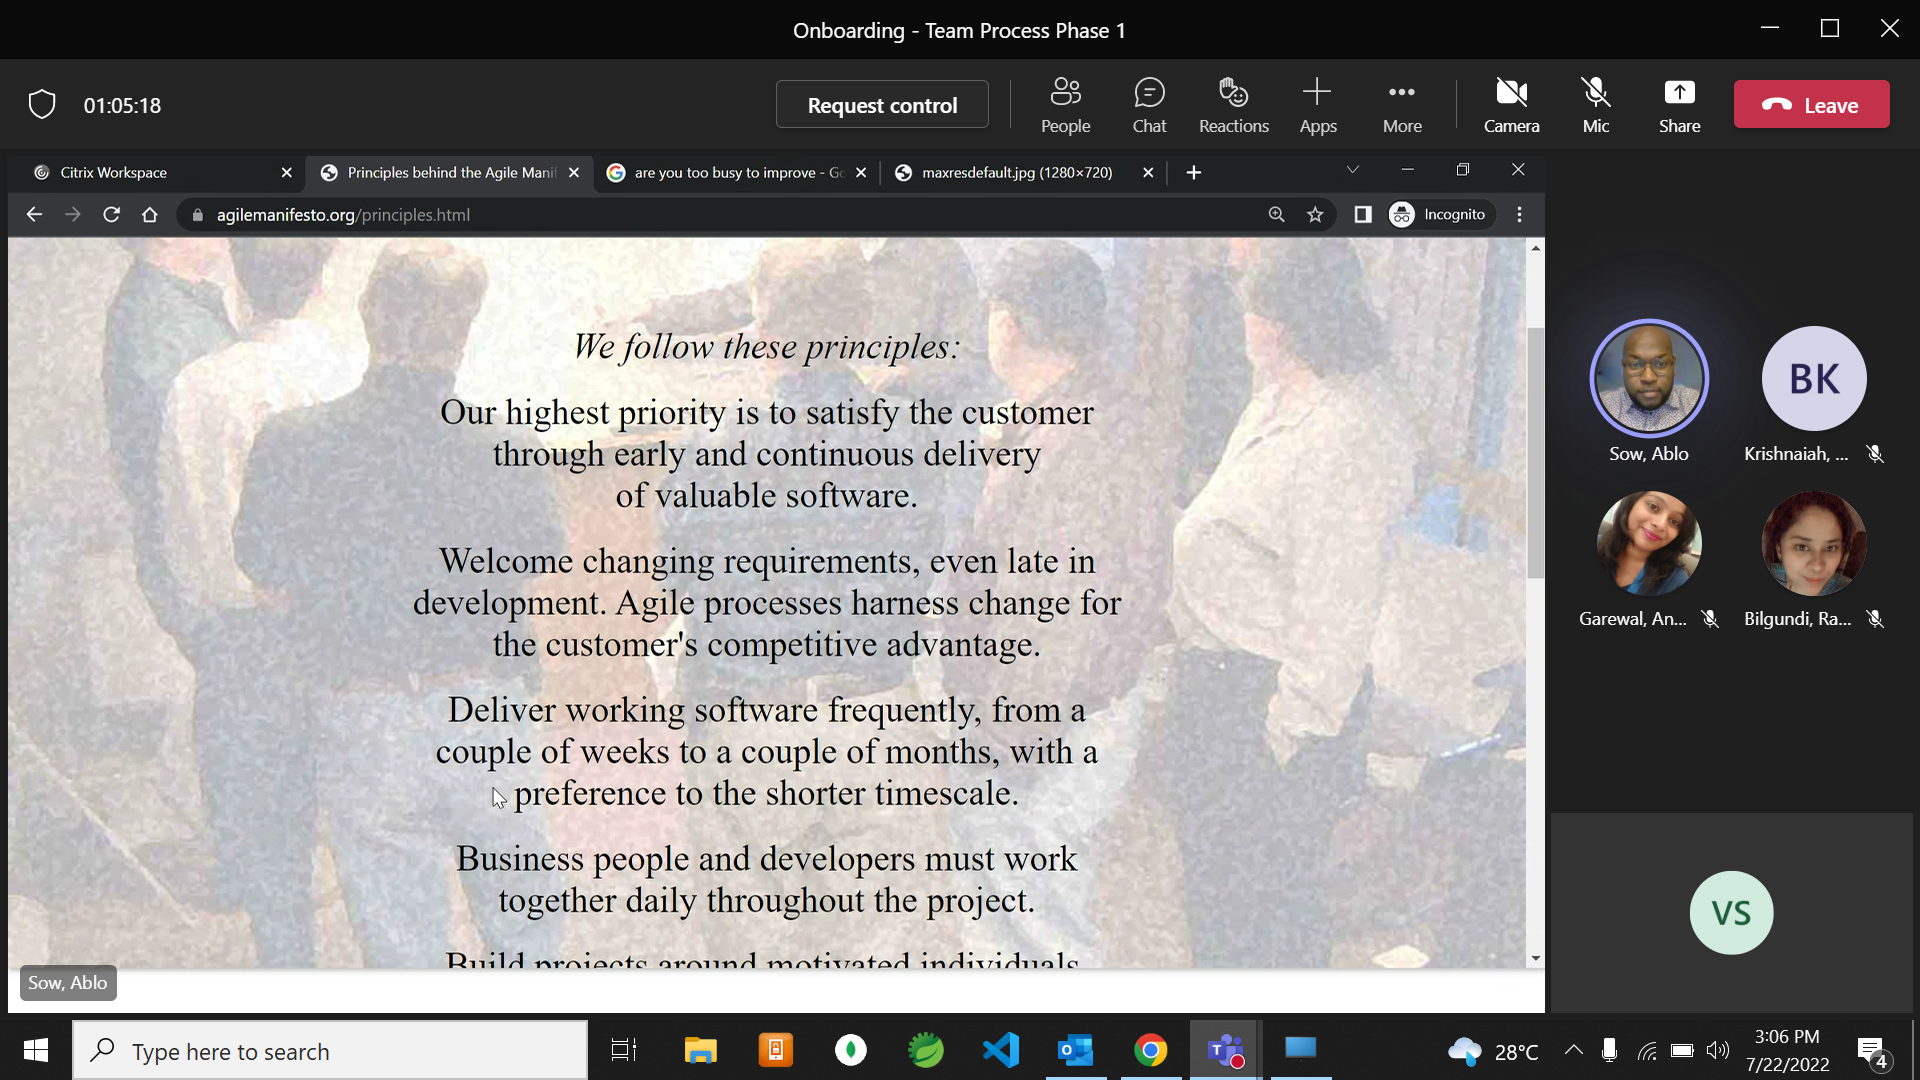 Onboarding - Team Process Phase 1
01:05:18
Request control
People
Chat
Reactions
Apps
More
Camera
Mic
Share
Leave
Citrix Workspace
Principles behind the Agile Manif
are you too busy to improve - Go
maxresdefault.jpg (1280×720)
agilemanifesto.org/principles.html
Incognito
We follow these principles:
Our highest priority is to satisfy the customer
through early and continuous delivery
of valuable software.
Welcome changing requirements, even late in
development. Agile processes harness change for
the customer's competitive advantage.
Deliver working software frequently, from a
couple of weeks to a couple of months, with a
preference to the shorter timescale.
Business people and developers must work
together daily throughout the project.
Build projects around motivated individuals.
Sow, Ablo
BK
Sow, Ablo
Krishnaiah, ...
Garewal, An...
Bilgundi, Ra...
VS
Type here to search
28°C
3:06 PM
7/22/2022
4